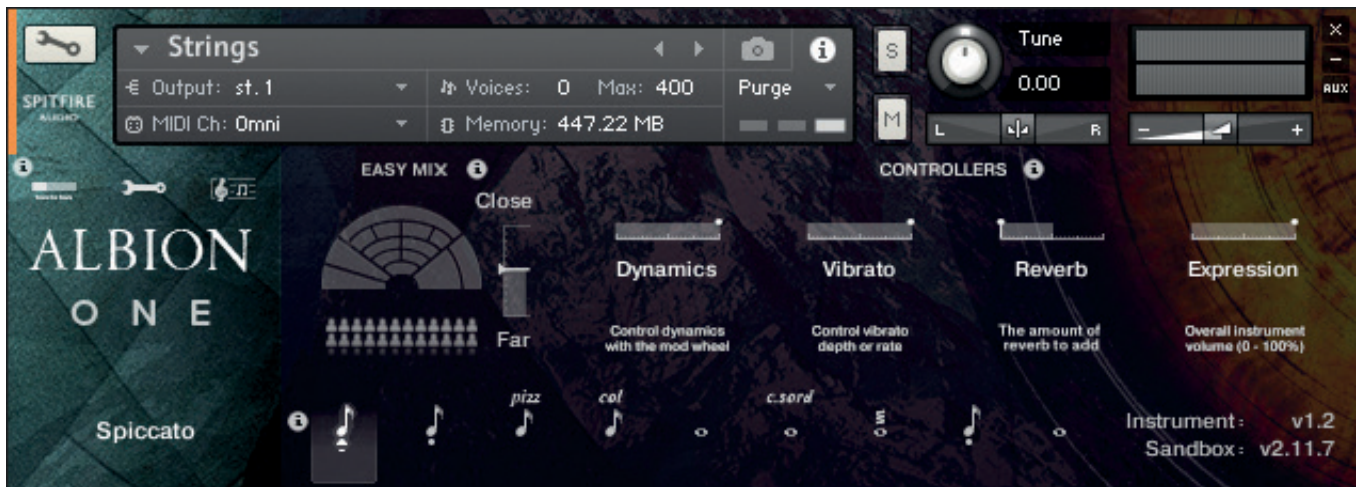 Strings
S
Tune
×
–
AUX
Output: st.1
Voices: 0 Max: 400
Purge
0.00
SPITFIRE
AUDIO
MIDI Ch: Omni
Memory: 447.22 MB
M
L
R
–
+
EASY MIX
CONTROLLERS
Close
Far
ALBION
ONE
Dynamics
Vibrato
Reverb
Expression
Control dynamics
with the mod wheel
Control vibrato
depth or rate
The amount of
reverb to add
Overall instrument
volume (0 - 100%)
pizz
col
c.sord
Spiccato
Instrument: v1.2
Sandbox: v2.11.7